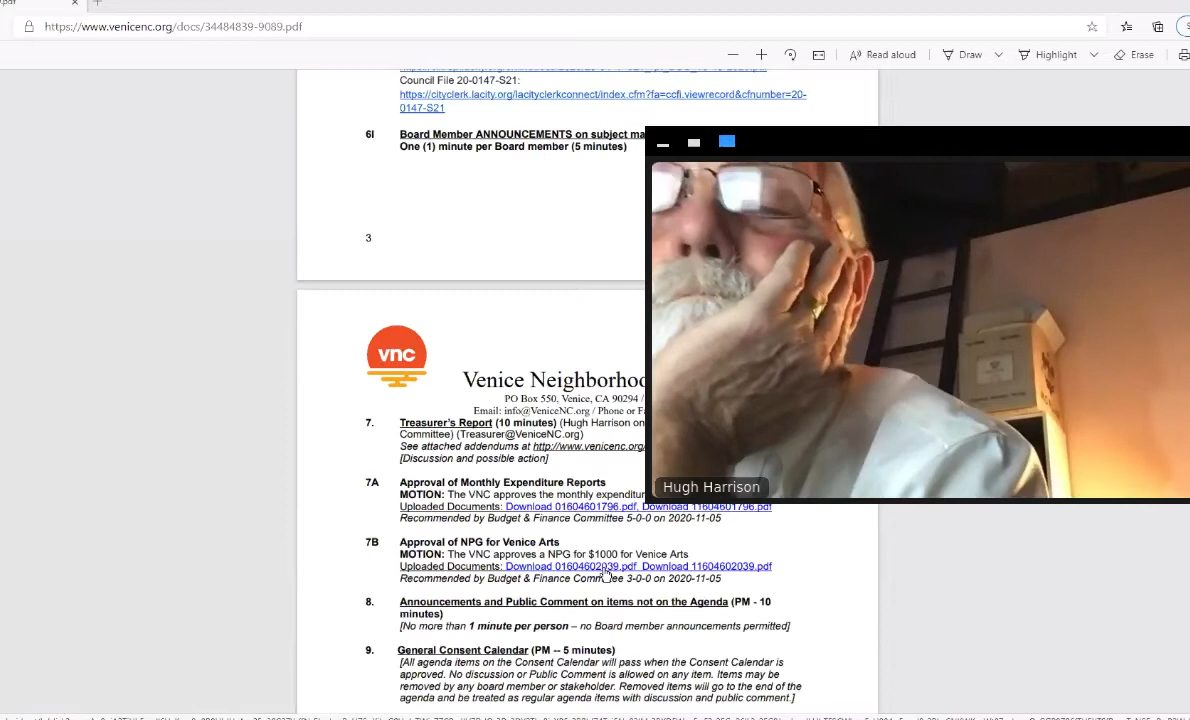 .pdf
https://www.venicenc.org/docs/34484839-9089.pdf
Read aloud
Draw
Highlight
Erase
Council File 20-0147-S21:
https://cityclerk.lacity.org/lacityclerkconnect/index.cfm?fa=ccfi.viewrecord&cfnumber=20-
0147-S21
6I Board Member ANNOUNCEMENTS on subject ma
One (1) minute per Board member (5 minutes)
3
vnc
Venice Neighborhoo
PO Box 550, Venice, CA 90294 /
Email: info@VeniceNC.org / Phone or Fa
7. Treasurer's Report (10 minutes) (Hugh Harrison on
Committee) (Treasurer@VeniceNC.org)
See attached addendums at http://www.venicenc.org/
[Discussion and possible action]
7A Approval of Monthly Expenditure Reports
MOTION: The VNC approves the monthly expenditur
Uploaded Documents: Download 01604601796.pdf, Download 11604601796.pdf
Recommended by Budget & Finance Committee 5-0-0 on 2020-11-05
7B Approval of NPG for Venice Arts
MOTION: The VNC approves a NPG for $1000 for Venice Arts
Uploaded Documents: Download 01604602039.pdf Download 11604602039.pdf
Recommended by Budget & Finance Committee 3-0-0 on 2020-11-05
8. Announcements and Public Comment on items not on the Agenda (PM - 10
minutes)
[No more than 1 minute per person – no Board member announcements permitted]
9. General Consent Calendar (PM -- 5 minutes)
[All agenda items on the Consent Calendar will pass when the Consent Calendar is
approved. No discussion or Public Comment is allowed on any item. Items may be
removed by any board member or stakeholder. Removed items will go to the end of the
agenda and be treated as regular agenda items with discussion and public comment.]
Hugh Harrison